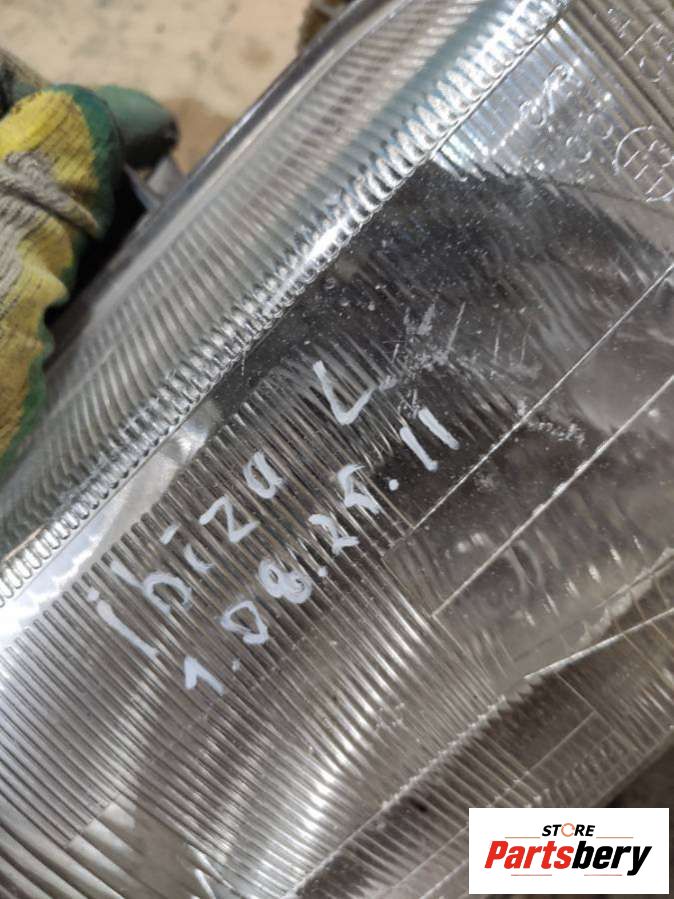 ibiza L
1.08.25.11
STORE
Partsbery